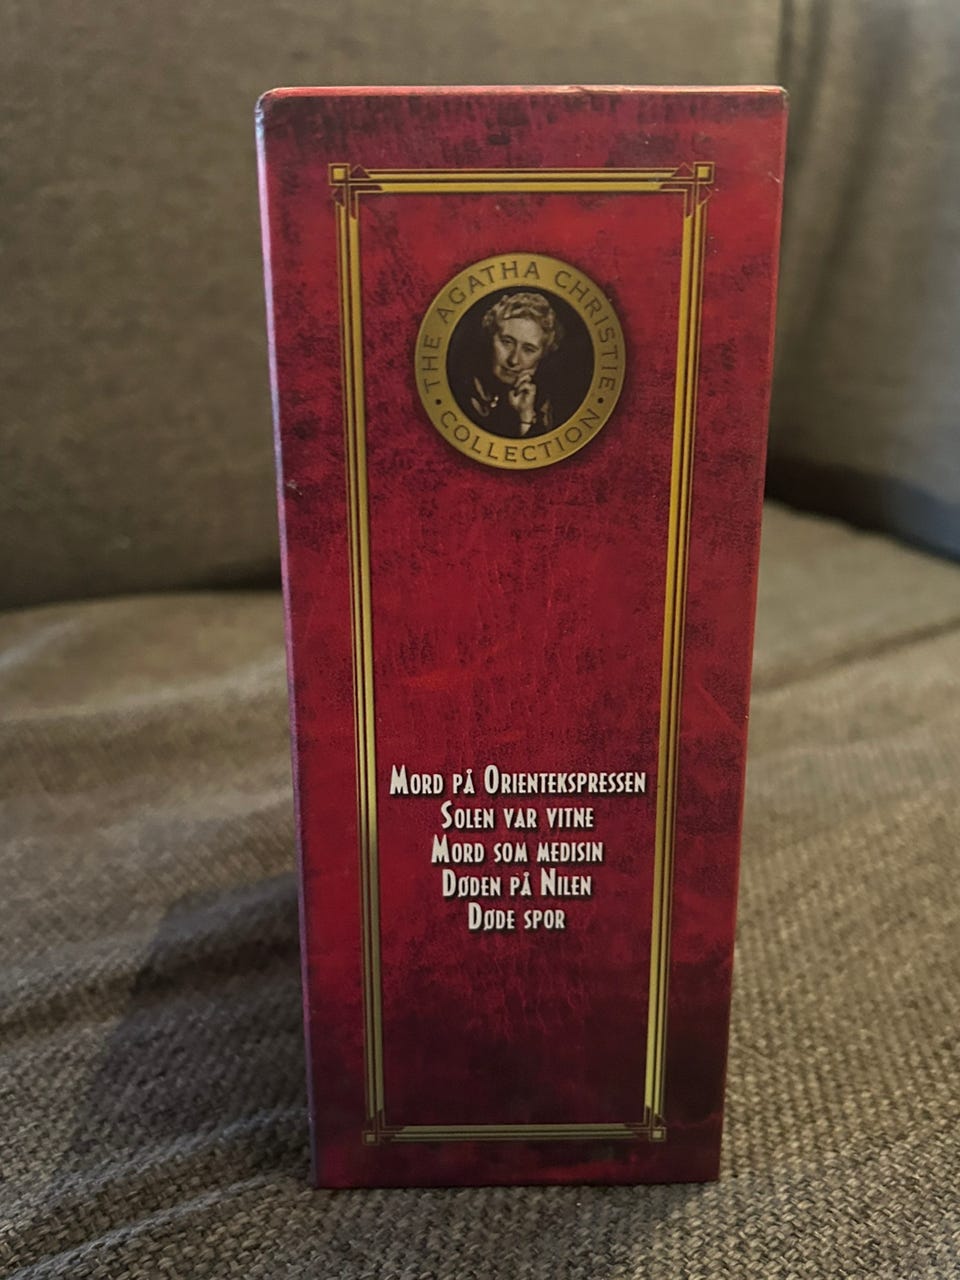 THE AGATHA CHRISTIE
• COLLECTION •
MORD PÅ ORIENTEKSPRESSEN
SOLEN VAR VITNE
MORD SOM MEDISIN
DØDEN PÅ NILEN
DØDE SPOR